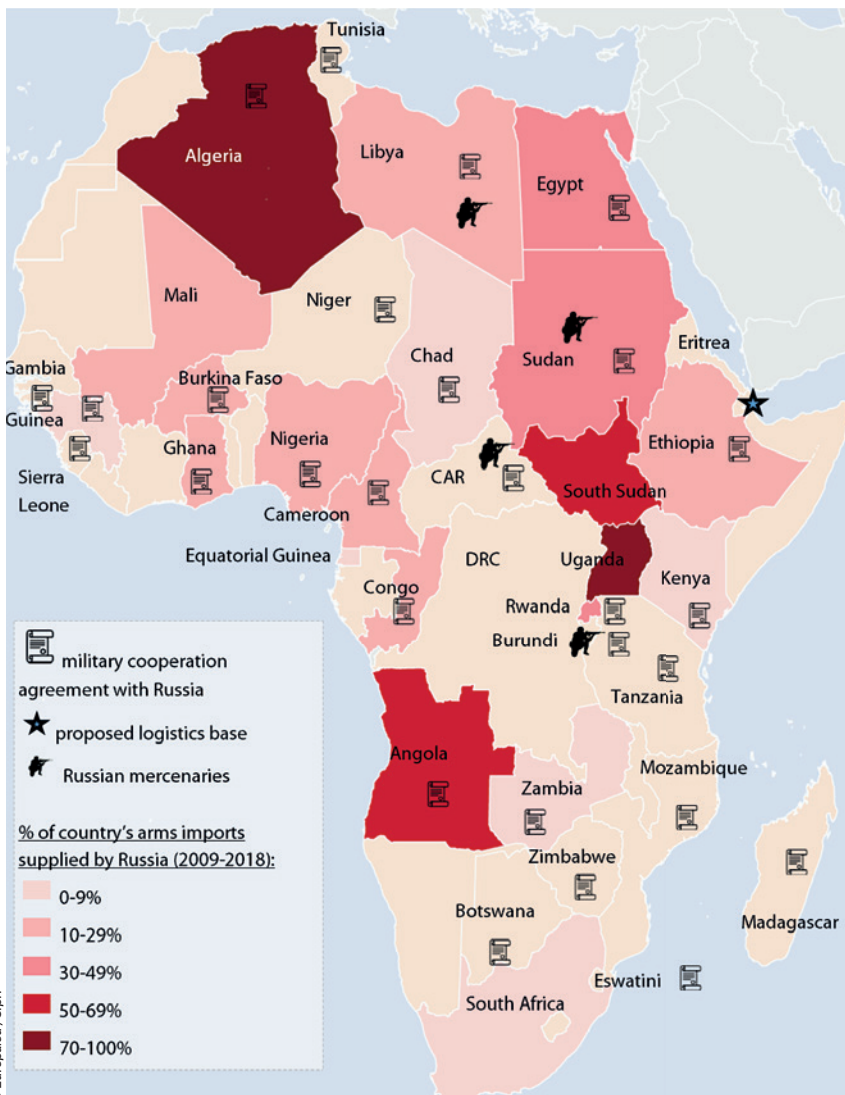 Tunisia
Algeria
Libya
Egypt
Mali
Niger
Chad
Sudan
Eritrea
Gambia
Burkina Faso
Guinea
Ghana
Nigeria
Ethiopia
Sierra
Leone
CAR
South Sudan
Cameroon
Equatorial Guinea
DRC
Uganda
Kenya
Congo
Rwanda
Burundi
Tanzania
Angola
Mozambique
Zambia
Zimbabwe
Botswana
Madagascar
Eswatini
South Africa
military cooperation
agreement with Russia
proposed logistics base
Russian mercenaries
% of country's arms imports
supplied by Russia (2009-2018):
0-9%
10-29%
30-49%
50-69%
70-100%